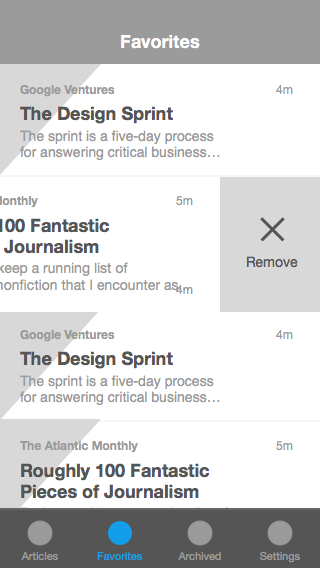 Favorites
Google Ventures 4m
The Design Sprint
The sprint is a five-day process
for answering critical business…
onthly 5m
100 Fantastic
Journalism
keep a running list of
nonfiction that I encounter as
4m
Remove
Google Ventures 4m
The Design Sprint
The sprint is a five-day process
for answering critical business…
The Atlantic Monthly 5m
Roughly 100 Fantastic
Pieces of Journalism
Articles Favorites Archived Settings